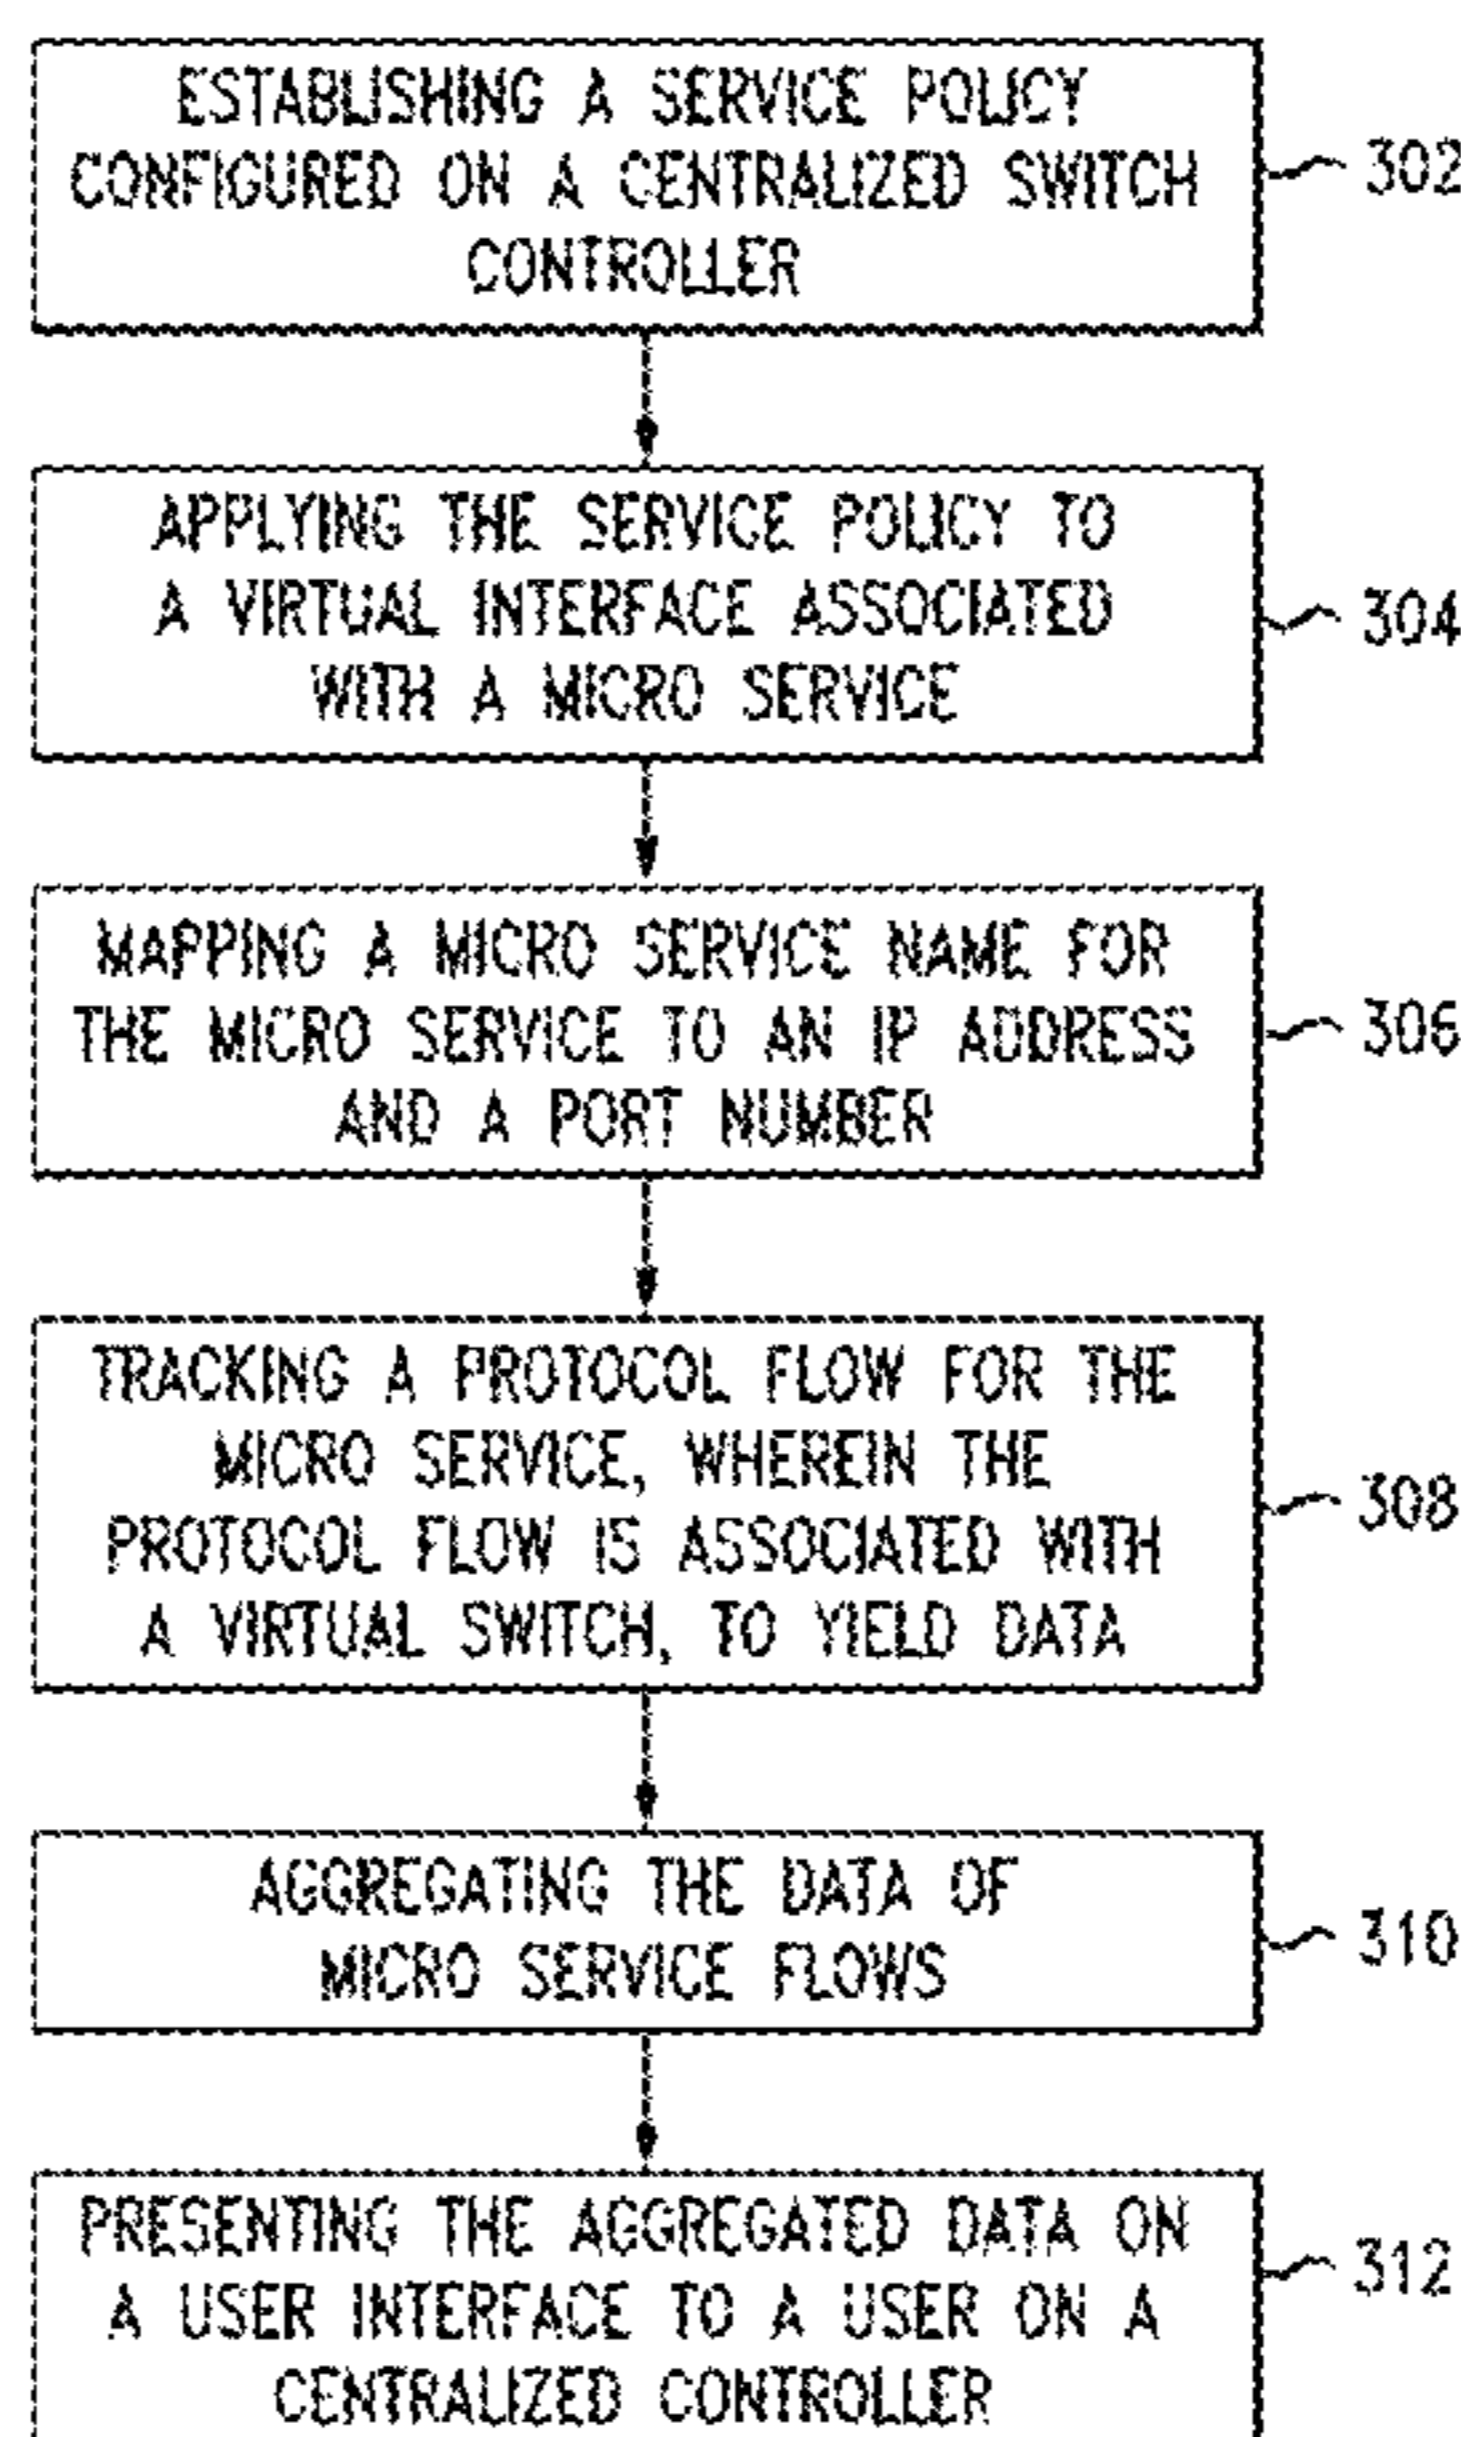 ESTABLISHING A SERVICE POLICY
CONFIGURED ON A CENTRALIZED SWITCH
CONTROLLER
302
APPLYING THE SERVICE POLICY TO
A VIRTUAL INTERFACE ASSOCIATED
WITH A MICRO SERVICE
304
MAPPING A MICRO SERVICE NAME FOR
THE MICRO SERVICE TO AN IP ADDRESS
AND A PORT NUMBER
306
TRACKING A PROTOCOL FLOW FOR THE
MICRO SERVICE, WHEREIN THE
PROTOCOL FLOW IS ASSOCIATED WITH
A VIRTUAL SWITCH, TO YIELD DATA
308
AGGREGATING THE DATA OF
MICRO SERVICE FLOWS
310
PRESENTING THE AGGREGATED DATA ON
A USER INTERFACE TO A USER ON A
CENTRALIZED CONTROLLER
312